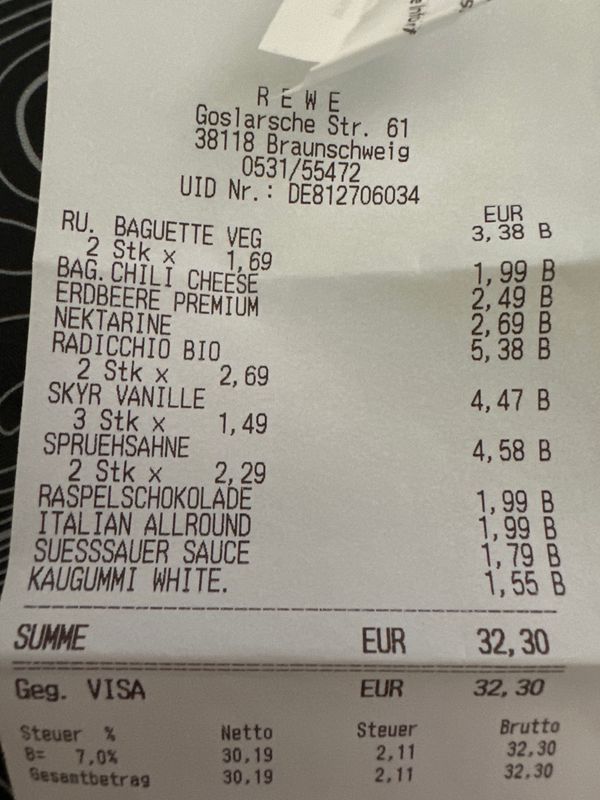 R E W E
Goslarsche Str. 61
38118 Braunschweig
0531/55472
UID Nr.: DE812706034
EUR
RU. BAGUETTE VEG 3,38 B
2 Stk x 1,69
BAG. CHILI CHEESE 1,99 B
ERDBEERE PREMIUM 2,49 B
NEKTARINE 2,69 B
RADICCHIO BIO 5,38 B
2 Stk x 2,69
SKYR VANILLE 4,47 B
3 Stk x 1,49
SPRUEHSAHNE 4,58 B
2 Stk x 2,29
RASPELSCHOKOLADE 1,99 B
ITALIAN ALLROUND 1,99 B
SUESSSAUER SAUCE 1,79 B
KAUGUMMI WHITE. 1,55 B
SUMME EUR 32,30
Geg. VISA EUR 32,30
Steuer % Netto Steuer Brutto
B= 7,0% 30,19 2,11 32,30
Gesamtbetrag 30,19 2,11 32,30